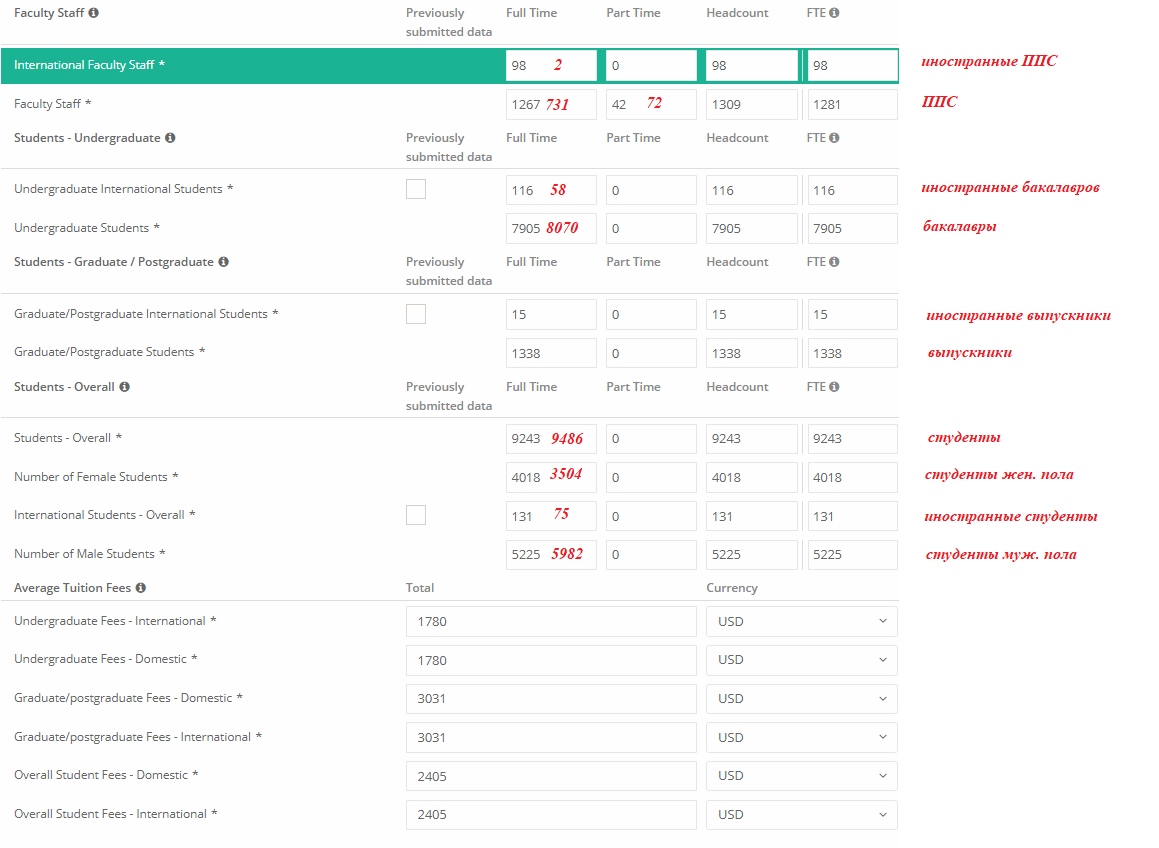 Faculty Staff Previously submitted data Full Time Part Time Headcount FTE
International Faculty Staff * 98 2 0 98 98 иностранные ППС
Faculty Staff * 1267 731 42 72 1309 1281 ППС
Students - Undergraduate Previously submitted data Full Time Part Time Headcount FTE
Undergraduate International Students * 116 58 0 116 116 иностранные бакалавров
Undergraduate Students * 7905 8070 0 7905 7905 бакалавры
Students - Graduate / Postgraduate Previously submitted data Full Time Part Time Headcount FTE
Graduate/Postgraduate International Students * 15 0 15 15 иностранные выпускники
Graduate/Postgraduate Students * 1338 0 1338 1338 выпускники
Students - Overall Previously submitted data Full Time Part Time Headcount FTE
Students - Overall * 9243 9486 0 9243 9243 студенты
Number of Female Students * 4018 3504 0 4018 4018 студенты жен. пола
International Students - Overall * 131 75 0 131 131 иностранные студенты
Number of Male Students * 5225 5982 0 5225 5225 студенты муж. пола
Average Tuition Fees Total Currency
Undergraduate Fees - International * 1780 USD
Undergraduate Fees - Domestic * 1780 USD
Graduate/postgraduate Fees - Domestic * 3031 USD
Graduate/postgraduate Fees - International * 3031 USD
Overall Student Fees - Domestic * 2405 USD
Overall Student Fees - International * 2405 USD